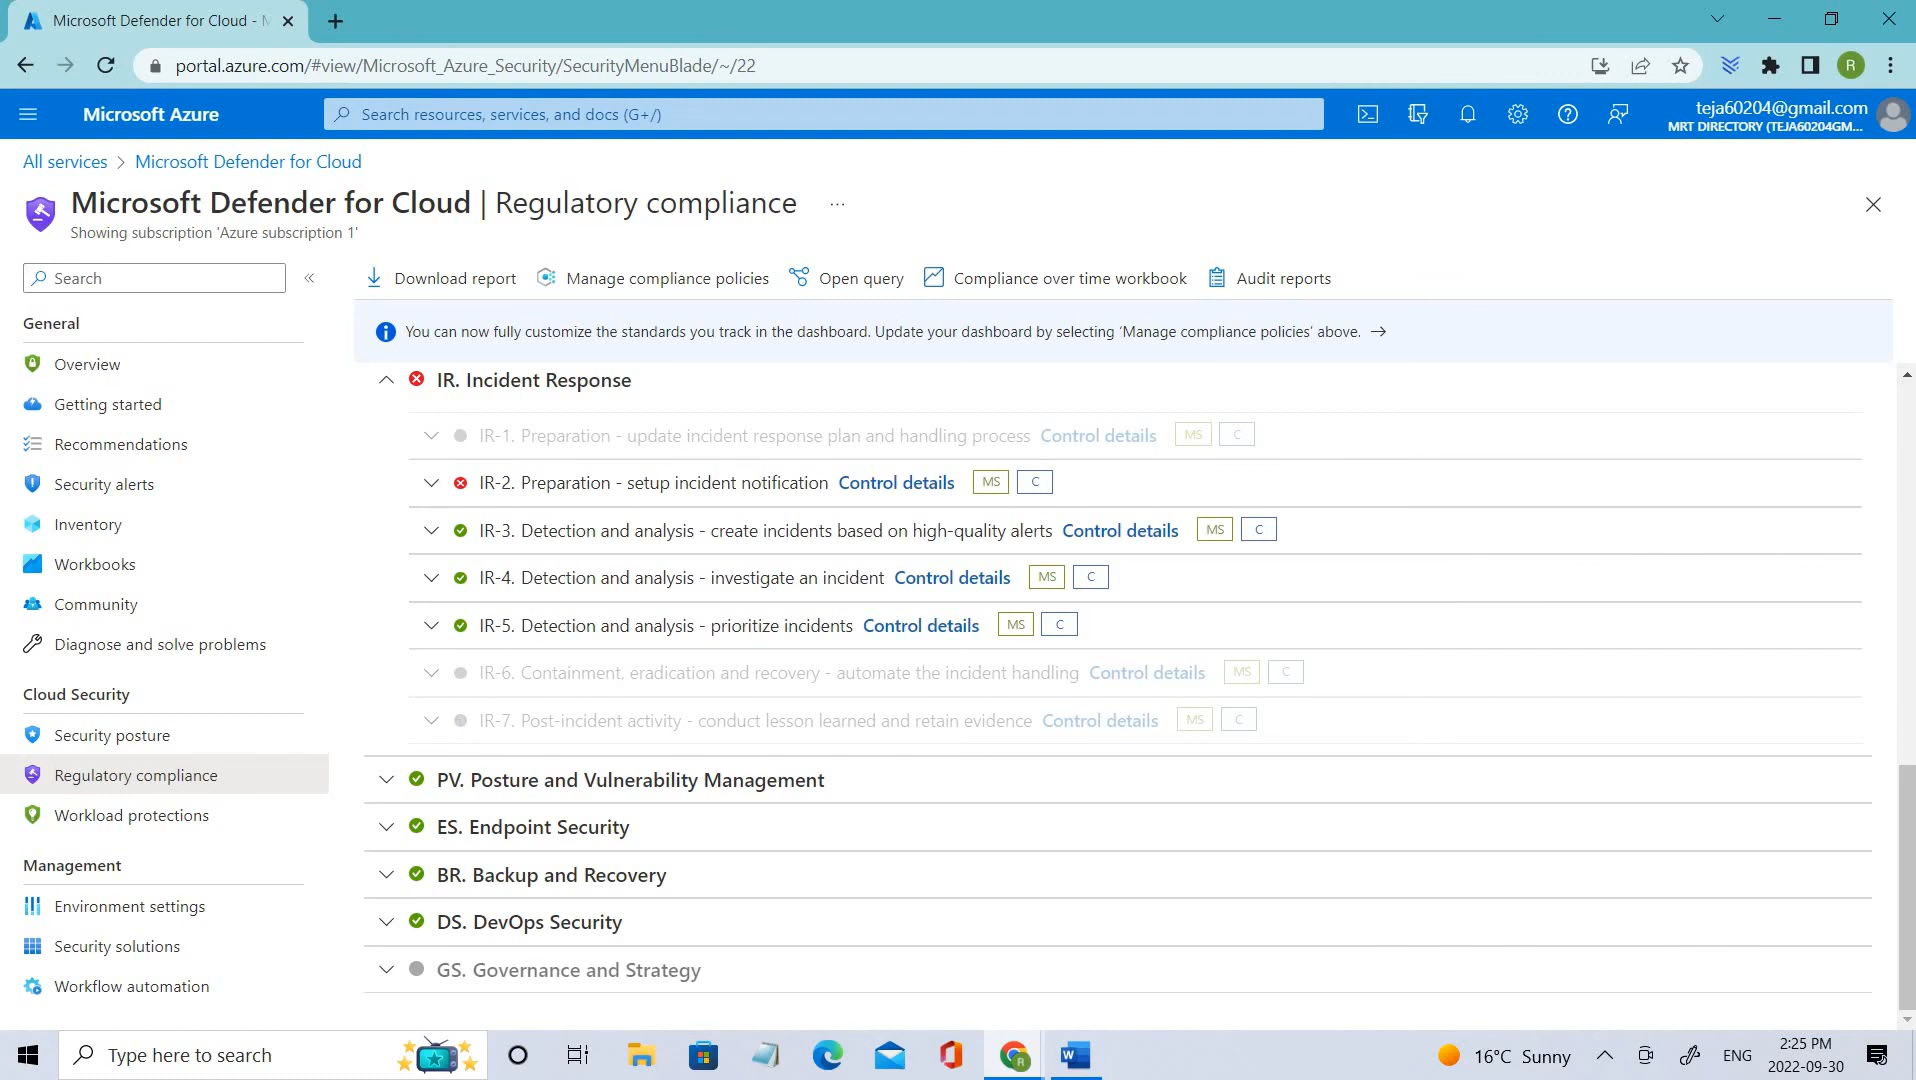 Microsoft Defender for Cloud - M
portal.azure.com/#view/Microsoft_Azure_Security/SecurityMenuBlade/~/22
R
Microsoft Azure
Search resources, services, and docs (G+/)
teja60204@gmail.com
MRT DIRECTORY (TEJA60204GM...
All services > Microsoft Defender for Cloud
Microsoft Defender for Cloud | Regulatory compliance ...
Showing subscription 'Azure subscription 1'
Search
«
Download report
Manage compliance policies
Open query
Compliance over time workbook
Audit reports
You can now fully customize the standards you track in the dashboard. Update your dashboard by selecting 'Manage compliance policies' above. →
General
Overview
Getting started
Recommendations
Security alerts
Inventory
Workbooks
Community
Diagnose and solve problems
Cloud Security
Security posture
Regulatory compliance
Workload protections
Management
Environment settings
Security solutions
Workflow automation
IR. Incident Response
IR-1. Preparation - update incident response plan and handling process Control details MS C
IR-2. Preparation - setup incident notification Control details MS C
IR-3. Detection and analysis - create incidents based on high-quality alerts Control details MS C
IR-4. Detection and analysis - investigate an incident Control details MS C
IR-5. Detection and analysis - prioritize incidents Control details MS C
IR-6. Containment, eradication and recovery - automate the incident handling Control details MS C
IR-7. Post-incident activity - conduct lesson learned and retain evidence Control details MS C
PV. Posture and Vulnerability Management
ES. Endpoint Security
BR. Backup and Recovery
DS. DevOps Security
GS. Governance and Strategy
Type here to search
R
W
16°C Sunny
ENG
2:25 PM
2022-09-30